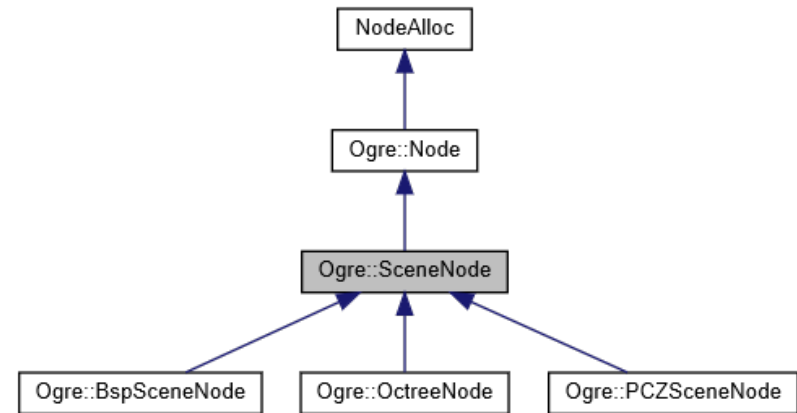 NodeAlloc
Ogre::Node
Ogre::SceneNode
Ogre::BspSceneNode
Ogre::OctreeNode
Ogre::PCZSceneNode